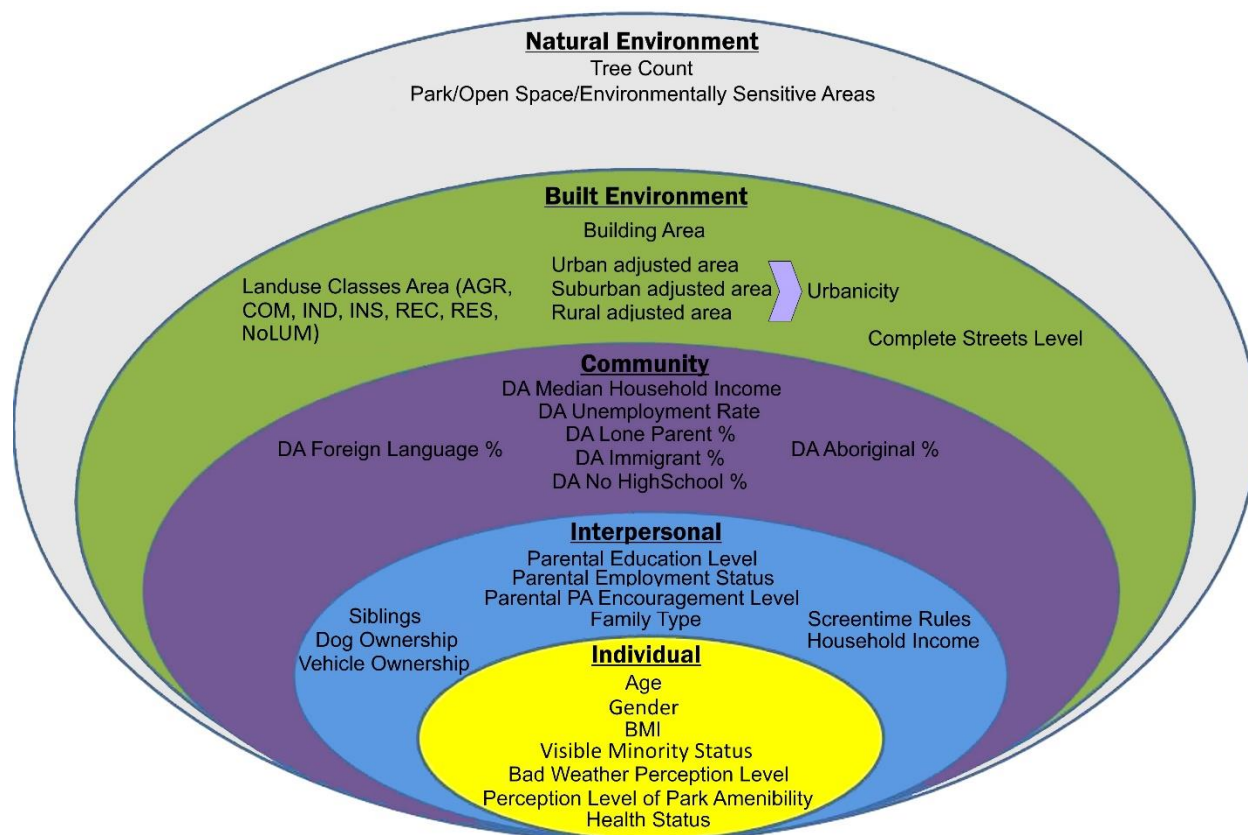 Natural Environment
Tree Count
Park/Open Space/Environmentally Sensitive Areas
Built Environment
Building Area
Landuse Classes Area (AGR,
COM, IND, INS, REC, RES,
NoLUM)
Urban adjusted area
Suburban adjusted area
Rural adjusted area
Urbanicity
Complete Streets Level
Community
DA Median Household Income
DA Unemployment Rate
DA Lone Parent %
DA Immigrant %
DA No HighSchool %
DA Foreign Language %
DA Aboriginal %
Interpersonal
Parental Education Level
Parental Employment Status
Parental PA Encouragement Level
Family Type
Siblings
Dog Ownership
Vehicle Ownership
Screentime Rules
Household Income
Individual
Age
Gender
BMI
Visible Minority Status
Bad Weather Perception Level
Perception Level of Park Amenibility
Health Status